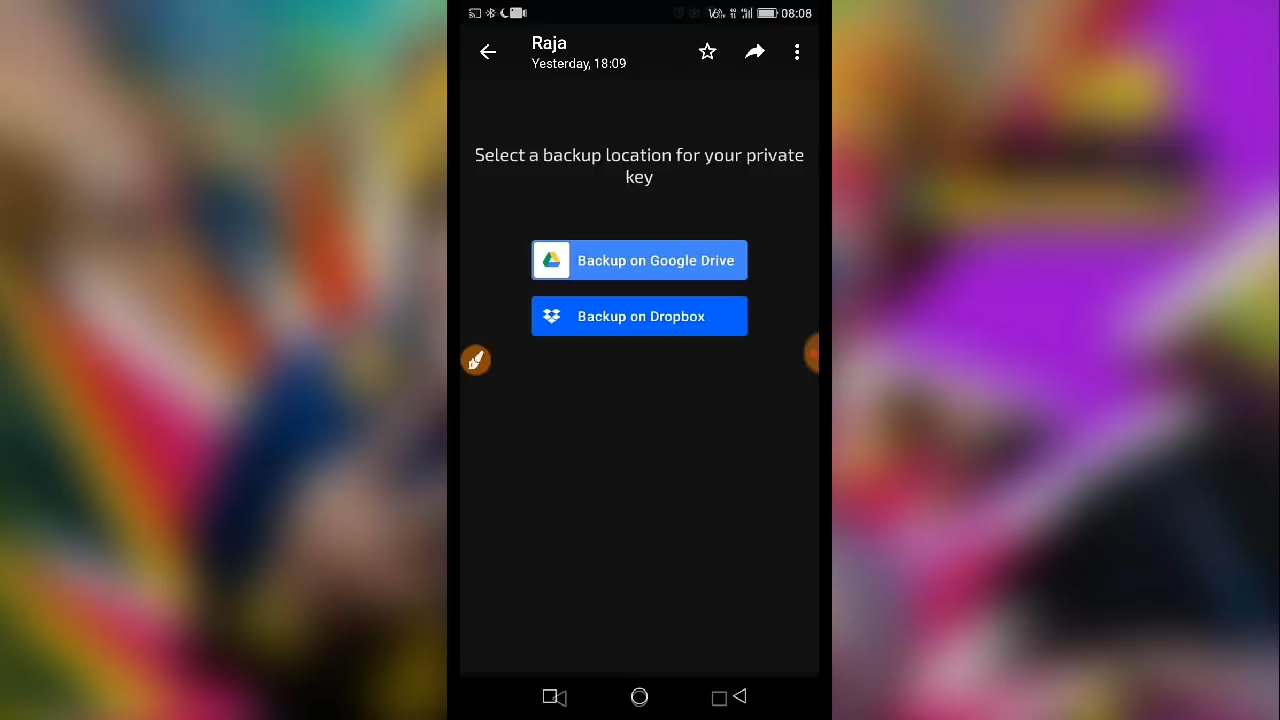 08:08
Raja
Yesterday, 18:09
Select a backup location for your private
key
Backup on Google Drive
Backup on Dropbox